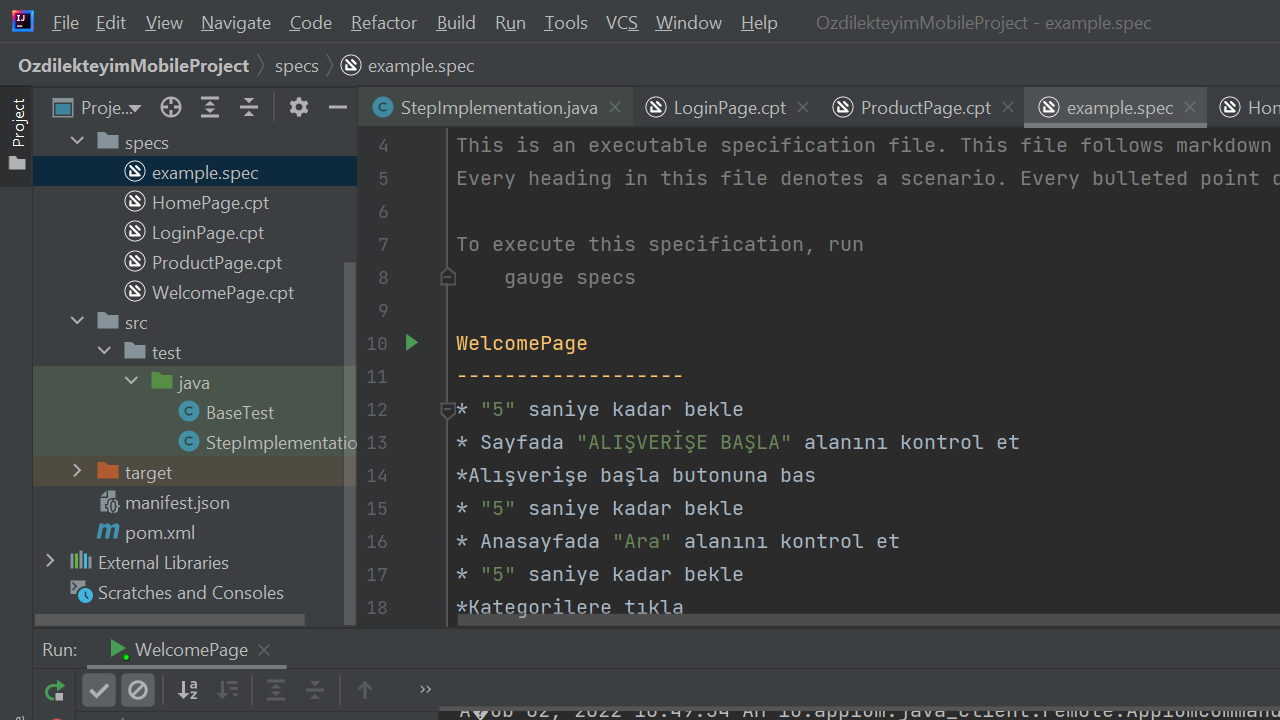 File Edit View Navigate Code Refactor Build Run Tools VCS Window Help OzdilekteyimMobileProject - example.spec
OzdilekteyimMobileProject specs example.spec
Project
Proje...
StepImplementation.java LoginPage.cpt ProductPage.cpt example.spec Hom
specs
example.spec
HomePage.cpt
LoginPage.cpt
ProductPage.cpt
WelcomePage.cpt
src
test
java
BaseTest
StepImplementatio
target
manifest.json
pom.xml
External Libraries
Scratches and Consoles
4 This is an executable specification file. This file follows markdown
5 Every heading in this file denotes a scenario. Every bulleted point
6
7 To execute this specification, run
8 gauge specs
9
10 WelcomePage
11 -------------------
12 * "5" saniye kadar bekle
13 * Sayfada "ALIŞVERİŞE BAŞLA" alanını kontrol et
14 *Alışverişe başla butonuna bas
15 * "5" saniye kadar bekle
16 * Anasayfada "Ara" alanını kontrol et
17 * "5" saniye kadar bekle
18 *Kategorilere tıkla
Run: WelcomePage
02, 2022 10:49:54 AM io.appium.java_client.remote.AppiumCommand